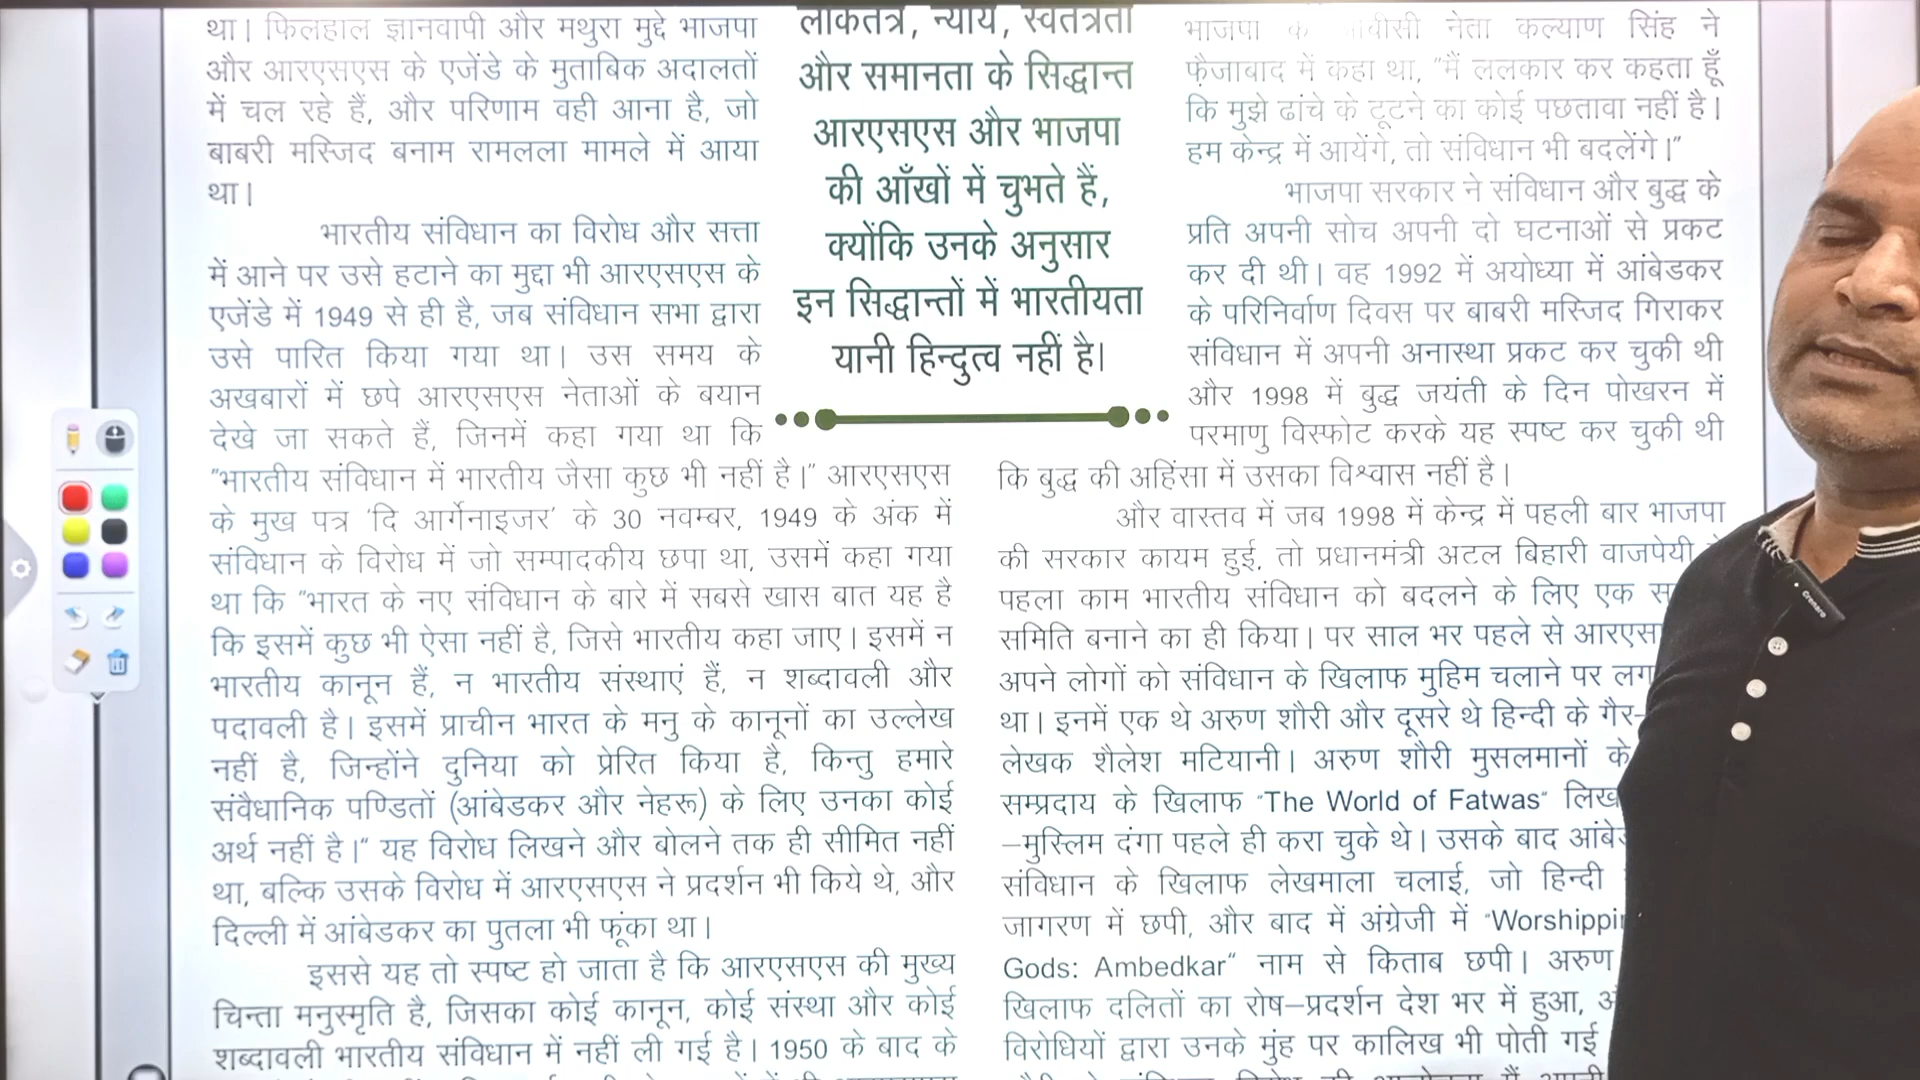 था। फिलहाल ज्ञानवापी और मथुरा मुद्दे भाजपा
और आरएसएस के एजेंडे के मुताबिक अदालतों
में चल रहे हैं, और परिणाम वही आना है, जो
बाबरी मस्जिद बनाम रामलला मामले में आया
था।
भारतीय संविधान का विरोध और सत्ता
में आने पर उसे हटाने का मुद्दा भी आरएसएस के
एजेंडे में 1949 से ही है, जब संविधान सभा द्वारा
उसे पारित किया गया था। उस समय के
अखबारों में छपे आरएसएस नेताओं के बयान
देखे जा सकते हैं, जिनमें कहा गया था कि
"भारतीय संविधान में भारतीय जैसा कुछ भी नहीं है।" आरएसएस
के मुख पत्र 'दि आर्गेनाइजर' के 30 नवम्बर, 1949 के अंक में
संविधान के विरोध में जो सम्पादकीय छपा था, उसमें कहा गया
था कि "भारत के नए संविधान के बारे में सबसे खास बात यह है
कि इसमें कुछ भी ऐसा नहीं है, जिसे भारतीय कहा जाए। इसमें न
भारतीय कानून हैं, न भारतीय संस्थाएं हैं, न शब्दावली और
पदावली है। इसमें प्राचीन भारत के मनु के कानूनों का उल्लेख
नहीं है, जिन्होंने दुनिया को प्रेरित किया है, किन्तु हमारे
संवैधानिक पण्डितों (आंबेडकर और नेहरू) के लिए उनका कोई
अर्थ नहीं है।" यह विरोध लिखने और बोलने तक ही सीमित नहीं
था, बल्कि उसके विरोध में आरएसएस ने प्रदर्शन भी किये थे, और
दिल्ली में आंबेडकर का पुतला भी फूंका था।
इससे यह तो स्पष्ट हो जाता है कि आरएसएस की मुख्य
चिन्ता मनुस्मृति है, जिसका कोई कानून, कोई संस्था और कोई
शब्दावली भारतीय संविधान में नहीं ली गई है। 1950 के बाद के
लोकतंत्र, न्याय, स्वतंत्रता
और समानता के सिद्धान्त
आरएसएस और भाजपा
की आँखों में चुभते हैं,
क्योंकि उनके अनुसार
इन सिद्धान्तों में भारतीयता
यानी हिन्दुत्व नहीं है।
भाजपा के नेता कल्याण सिंह ने
फ़ैजाबाद में कहा था, "मैं ललकार कर कहता हूँ
कि मुझे ढांचे के टूटने का कोई पछतावा नहीं है।
हम केन्द्र में आयेंगे, तो संविधान भी बदलेंगे।"
भाजपा सरकार ने संविधान और बुद्ध के
प्रति अपनी सोच अपनी दो घटनाओं से प्रकट
कर दी थी। वह 1992 में अयोध्या में आंबेडकर
के परिनिर्वाण दिवस पर बाबरी मस्जिद गिराकर
संविधान में अपनी अनास्था प्रकट कर चुकी थी
और 1998 में बुद्ध जयंती के दिन पोखरन में
परमाणु विस्फोट करके यह स्पष्ट कर चुकी थी
कि बुद्ध की अहिंसा में उसका विश्वास नहीं है।
और वास्तव में जब 1998 में केन्द्र में पहली बार भाजपा
की सरकार कायम हुई, तो प्रधानमंत्री अटल बिहारी वाजपेयी
पहला काम भारतीय संविधान को बदलने के लिए एक
समिति बनाने का ही किया। पर साल भर पहले से
अपने लोगों को संविधान के खिलाफ मुहिम चलाने पर
था। इनमें एक थे अरुण शौरी और दूसरे थे हिन्दी के गैर-
लेखक शैलेश मटियानी। अरुण शौरी मुसलमानों के
सम्प्रदाय के खिलाफ "The World of Fatwas"
–मुस्लिम दंगा पहले ही करा चुके थे। उसके बाद
संविधान के खिलाफ लेखमाला चलाई, जो हिन्दी
जागरण में छपी, और बाद में अंग्रेजी में
Gods: Ambedkar" नाम से किताब छपी। अरुण
खिलाफ दलितों का रोष–प्रदर्शन देश भर में हुआ,
विरोधियों द्वारा उनके मुंह पर कालिख भी पोती गई